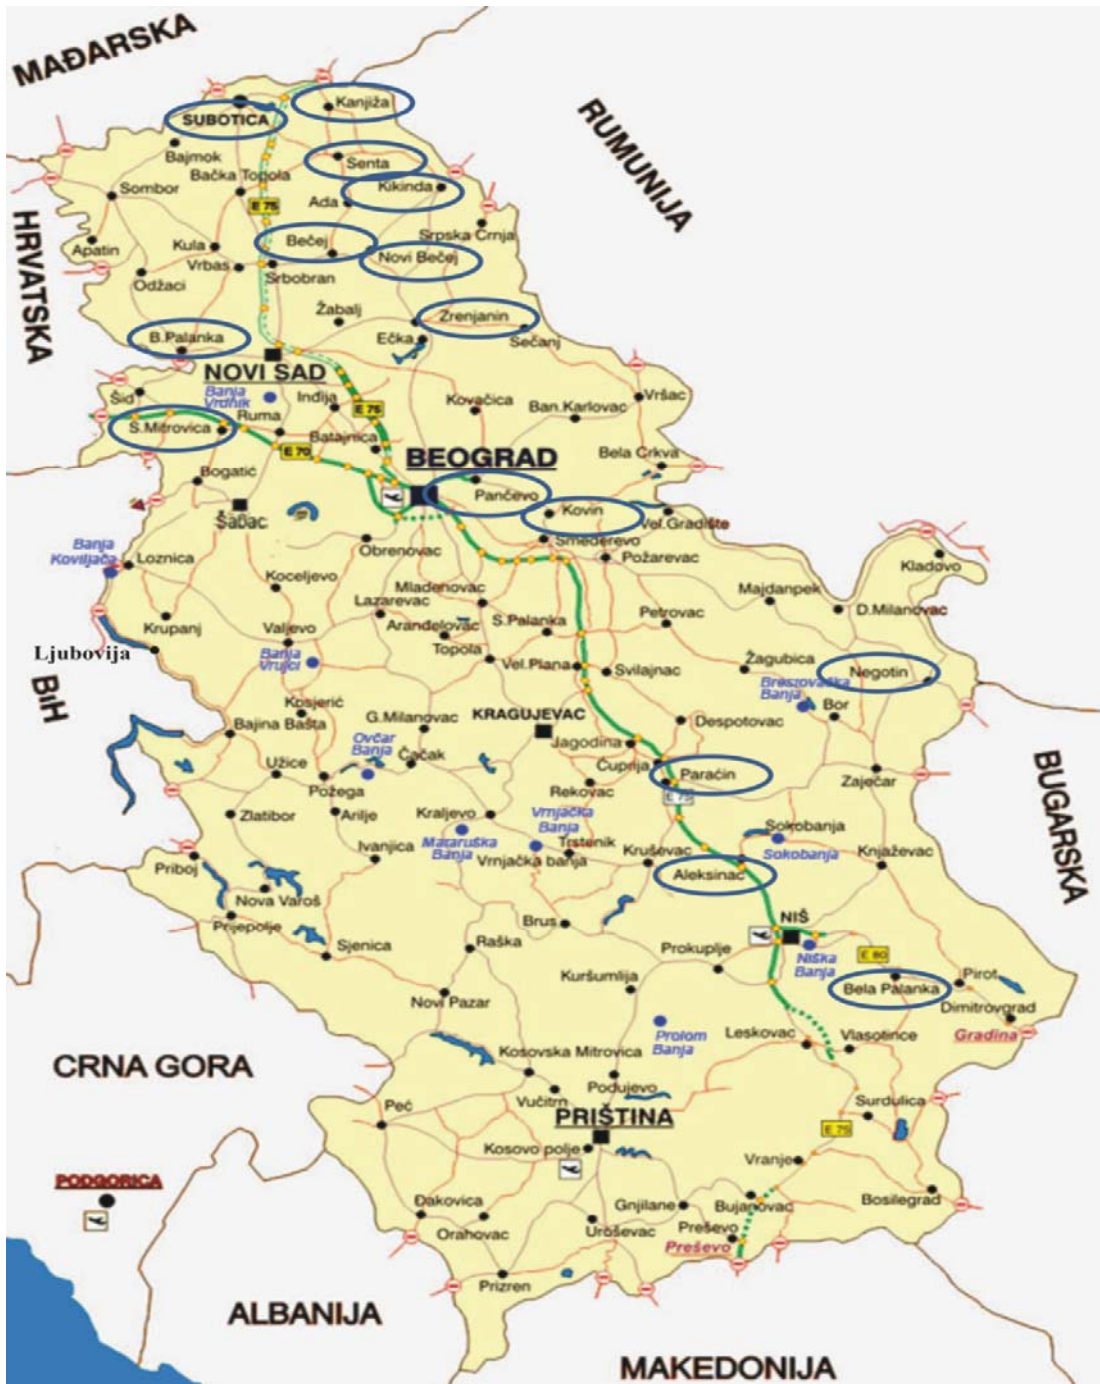 MAĐARSKA
RUMUNIJA
HRVATSKA
Kanjiža
SUBOTICA
Bajmok
Senta
Bačka Topola
Kikinda
Sombor
Ada
E 75
Srpska Crnja
Bečej
Apatin
Kula
Novi Bečej
Vrbas
Srbobran
Odžaci
Žabalj
Zrenjanin
B.Palanka
Ečka
Sečanj
NOVI SAD
Šid
Banja
Vrdnik
Inđija
Kovačica
Vršac
E 75
Ban.Karlovac
Ruma
S.Mitrovica
Batajnica
E 70
BEOGRAD
Bela Crkva
Bogatić
Pančevo
Kovin
Šabac
Vel.Gradište
Smederevo
Obrenovac
Banja
Koviljača
Loznica
Požarevac
Kladovo
Koceljevo
Mladenovac
Majdanpek
Lazarevac
D.Milanovac
Petrovac
Krupanj
Aranđelovac
S.Palanka
Valjevo
Ljubovija
Banja
Vrujci
Topola
Vel.Plana
Svilajnac
Žagubica
Negotin
Brestovačka
Banja
BiH
Kosjerić
Bor
G.Milanovac
KRAGUJEVAC
Despotovac
Bajina Bašta
Ovčar
Banja
Jagodina
Čačak
Užice
Ćuprija
Paraćin
Zaječar
Požega
Rekovac
E 75
BUGARSKA
Zlatibor
Arilje
Kraljevo
Vrnjačka
Banja
Sokobanja
Mataruška
Banja
Trstenik
Ivanjica
Vrnjačka banja
Kruševac
Sokobanja
Knjaževac
Priboj
Aleksinac
Nova Varoš
Prijepolje
Brus
NIŠ
Sjenica
Raška
Prokuplje
Niška
Banja
E 80
Kuršumlija
Pirot
Bela Palanka
Novi Pazar
Dimitrovgrad
Prolom
Banja
Leskovac
Vlasotince
Gradina
Kosovska Mitrovica
CRNA GORA
Podujevo
Vučitrn
Peć
Surdulica
PRIŠTINA
E 75
Kosovo polje
Vranje
PODGORICA
Đakovica
Gnjilane
Bujanovac
Bosilegrad
Orahovac
Uroševac
Preševo
Preševo
Prizren
ALBANIJA
MAKEDONIJA